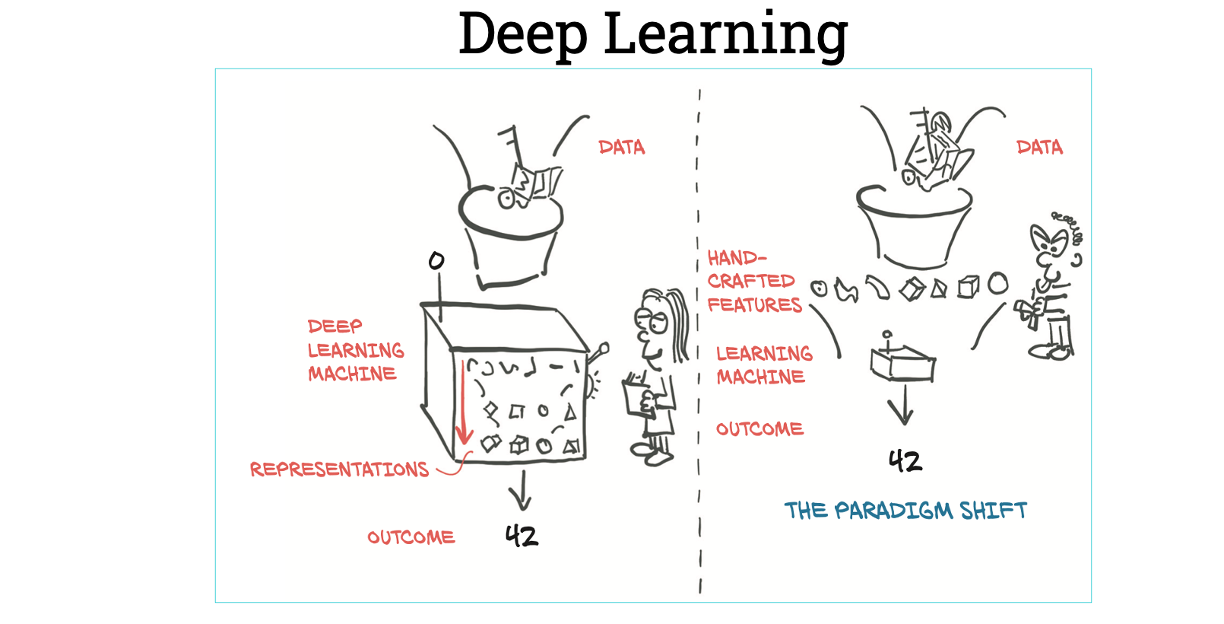 Deep Learning
DATA
DEEP
LEARNING
MACHINE
REPRESENTATIONS
OUTCOME
42
DATA
HAND-
CRAFTED
FEATURES
LEARNING
MACHINE
OUTCOME
42
THE PARADIGM SHIFT